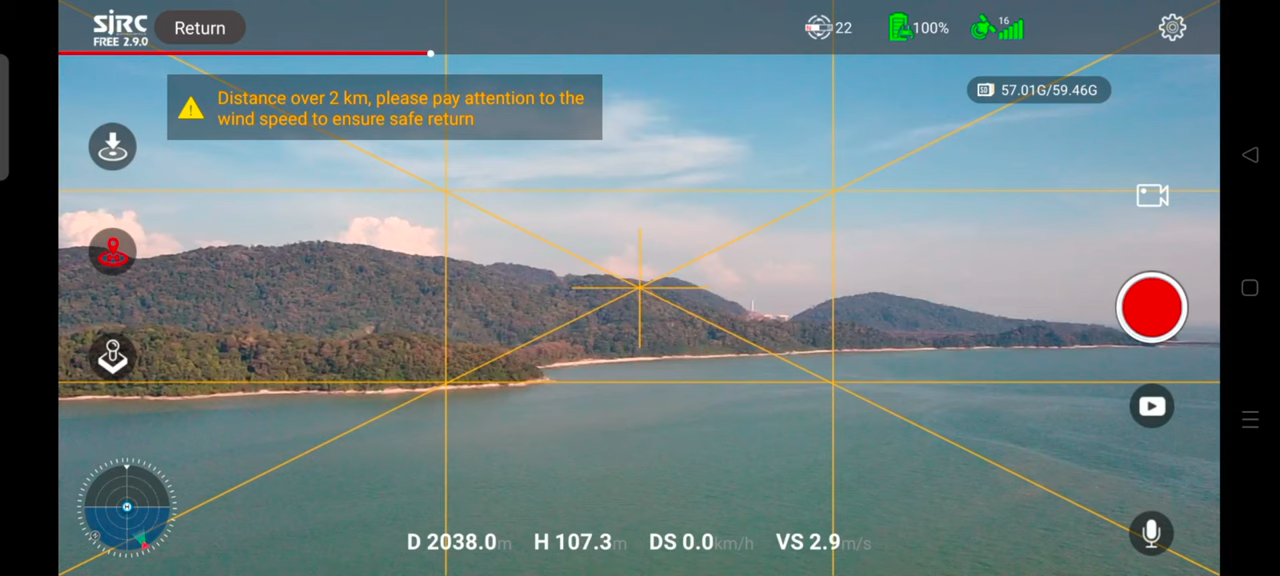 SJRC
FREE 2.9.0
Return
22
100%
16
57.01G/59.46G
Distance over 2 km, please pay attention to the
wind speed to ensure safe return
D 2038.0m H 107.3m DS 0.0km/h VS 2.9m/s